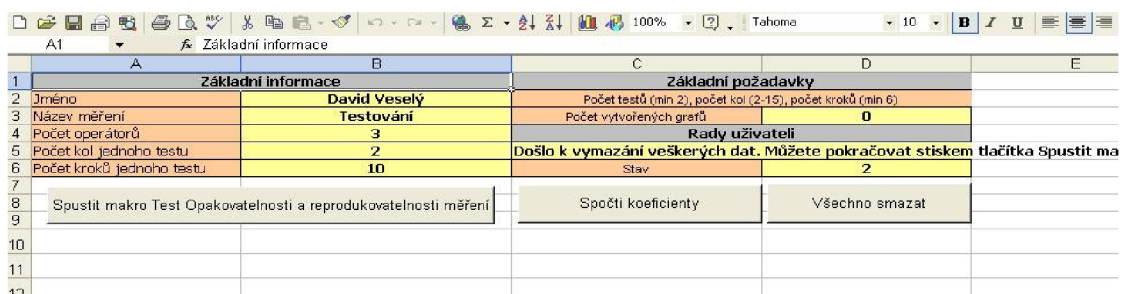 100% Tahoma 10 B I U
A1 fx Základní informace
A B C D E
1 Základní informace Základní požadavky
2 Jméno David Veselý Počet testů (min 2), počet kol (2-15), počet kroků (min 6)
3 Název měření Testování Počet vytvořených grafů 0
4 Počet operátorů 3 Rady uživateli
5 Počet kol jednoho testu 2 Došlo k vymazání veškerých dat. Můžete pokračovat stiskem tlačítka Spustit ma
6 Počet kroků jednoho testu 10 Stav 2
7
8 Spustit makro Test Opakovatelnosti a reprodukovatelnosti měření Spočti koeficienty Všechno smazat
9
10
11
12